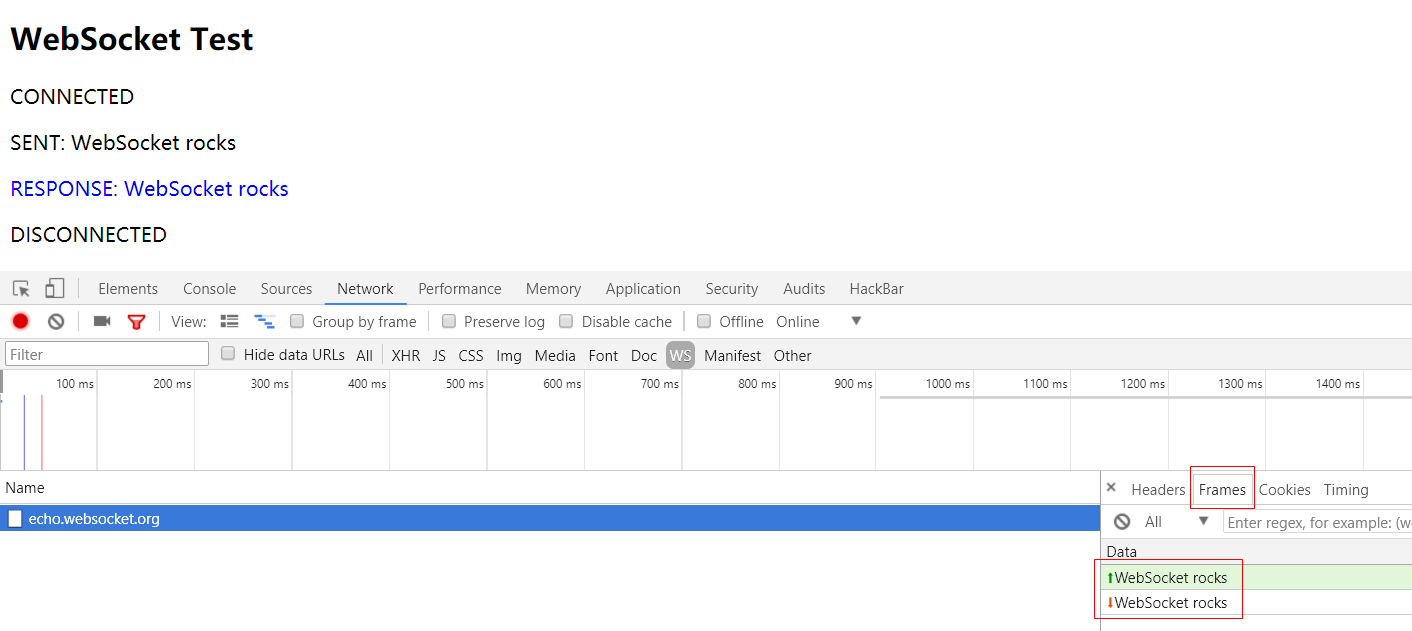 WebSocket Test
CONNECTED
SENT: WebSocket rocks
RESPONSE: WebSocket rocks
DISCONNECTED
Elements Console Sources Network Performance Memory Application Security Audits HackBar
View: Group by frame Preserve log Disable cache Offline Online
Filter Hide data URLs All XHR JS CSS Img Media Font Doc WS Manifest Other
100 ms 200 ms 300 ms 400 ms 500 ms 600 ms 700 ms 800 ms 900 ms 1000 ms 1100 ms 1200 ms 1300 ms 1400 ms
Name
× Headers Frames Cookies Timing
echo.websocket.org
All Enter regex, for example: (w
Data
WebSocket rocks
WebSocket rocks